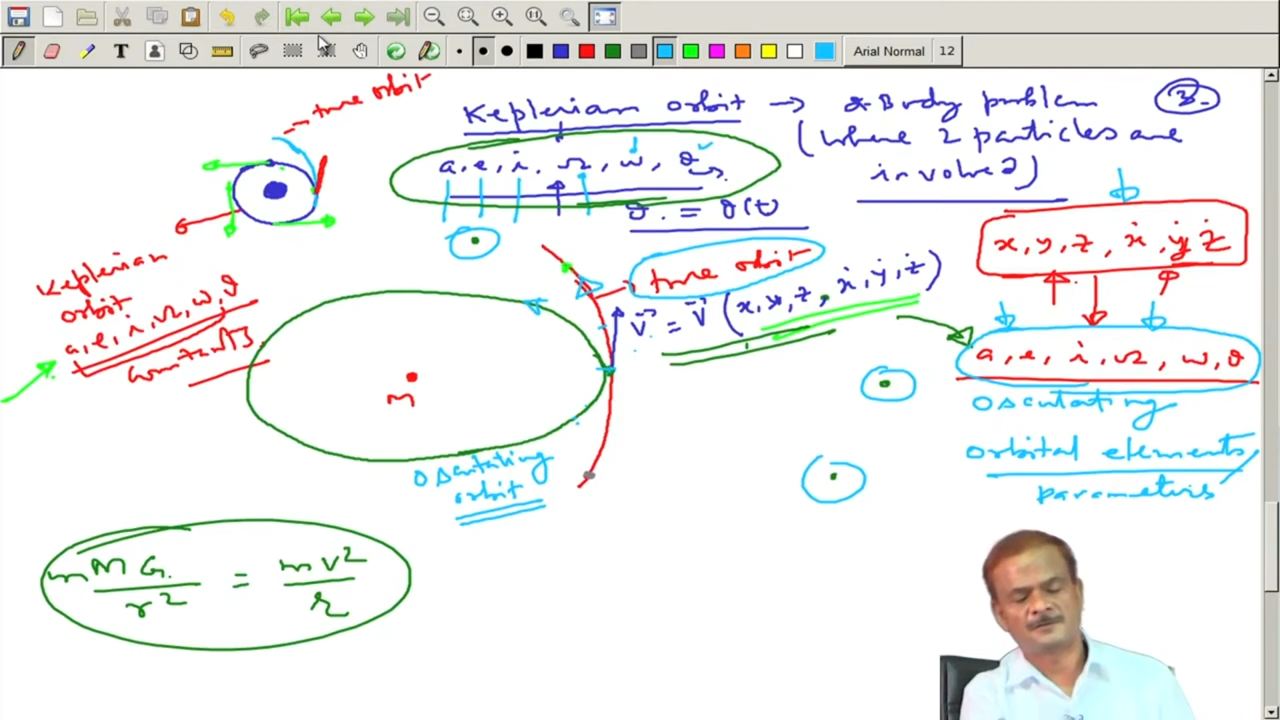 T
Arial Normal 12
true orbit
Keplerian orbit → 2-Body problem
3.
(where 2 particles are
involved)
a, e, i, Ω, ω, θ
θ = θ(t)
x, y, z, ẋ, ẏ, ż
true orbit
V⃗ = V⃗ (x, y, z, ẋ, ẏ, ż)
Keplerian
orbit
a, e, i, Ω, ω, θ
constants
M
a, e, i, Ω, ω, θ
Osculating
orbital elements
parameters
Osculating
orbit
mMG/r² = mv²/r